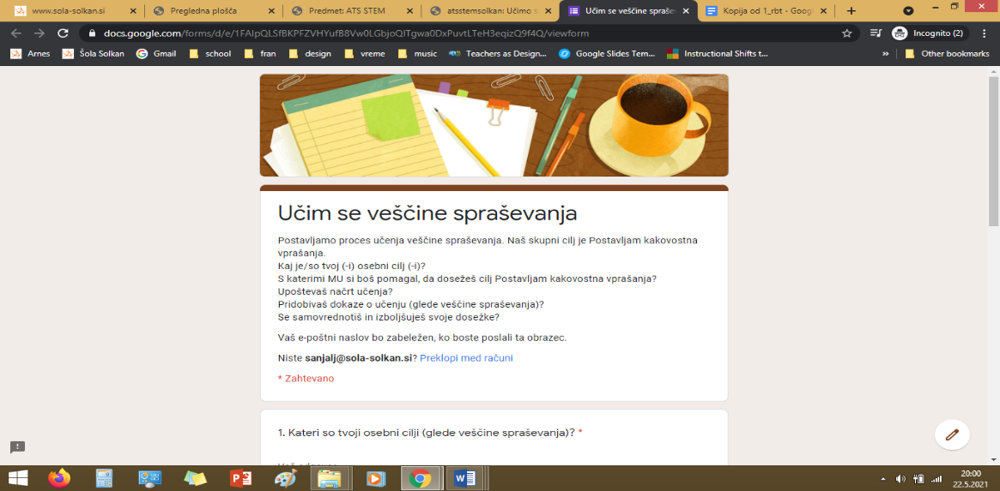 www.sola-solkan.si
Pregledna plošča
Predmet: ATS STEM
atsstemsolkan: Učimo s
Učim se veščine spraše
Kopija od 1_rbt - Goog
docs.google.com/forms/d/e/1FAIpQLSfBKPFZVHYufB8Vw0LGbjoQITgwa0DxPuvtLTeH3eqizQ9f4Q/viewform
Incognito (2)
Arnes
Šola Solkan
Gmail
school
fran
design
vreme
music
Teachers as Design...
Google Slides Tem...
Instructional Shifts t...
»
Other bookmarks
Učim se veščine spraševanja
Postavljamo proces učenja veščine spraševanja. Naš skupni cilj je Postavljam kakovostna
vprašanja.
Kaj je/so tvoj (-i) osebni cilj (-i)?
S katerimi MU si boš pomagal, da dosežeš cilj Postavljam kakovostna vprašanja?
Upoštevaš načrt učenja?
Pridobivaš dokaze o učenju (glede veščine spraševanja)?
Se samovrednotiš in izboljšuješ svoje dosežke?
Vaš e-poštni naslov bo zabeležen, ko boste poslali ta obrazec.
Niste sanjalj@sola-solkan.si? Preklopi med računi
* Zahtevano
1. Kateri so tvoji osebni cilji (glede veščine spraševanja)? *
Vaš odgovor
20:00
22.5.2021